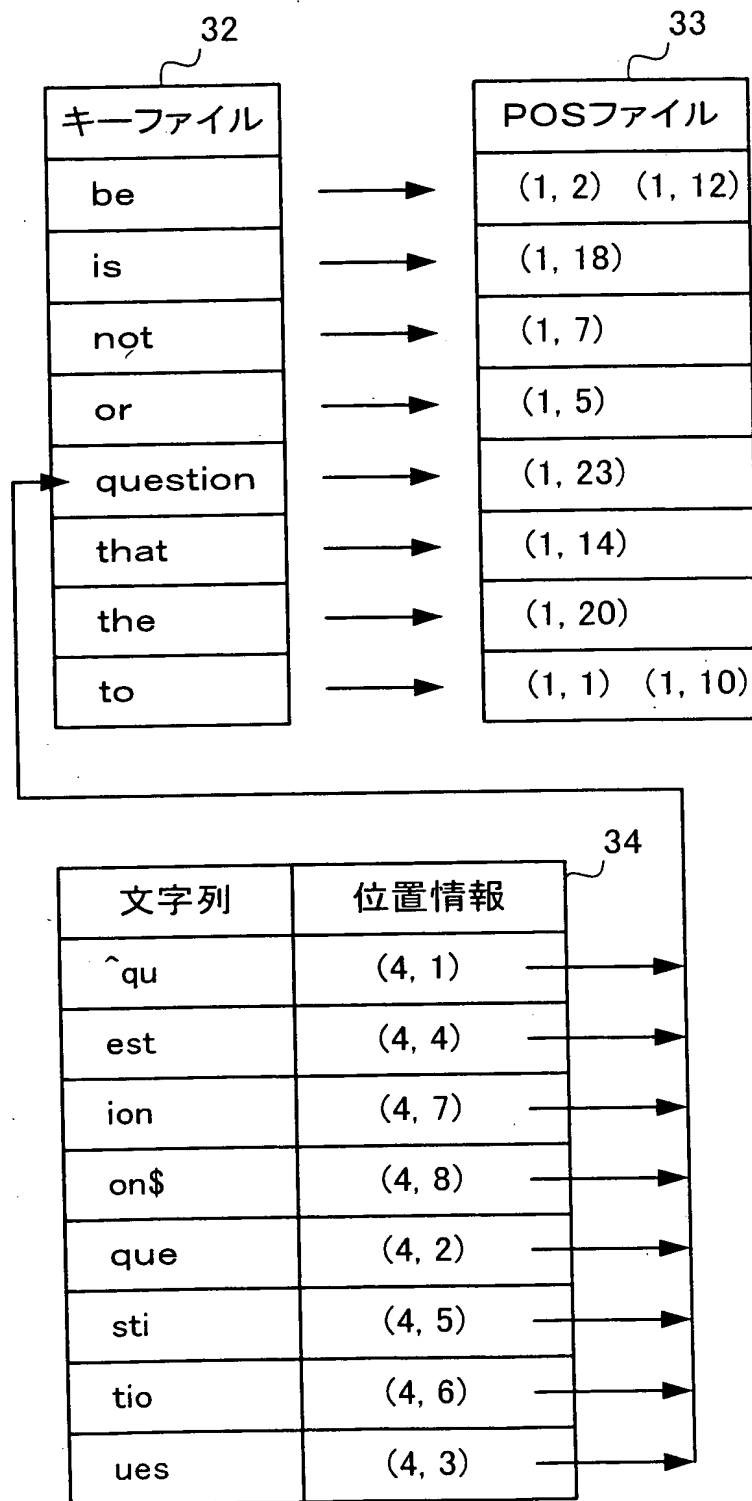 32 33
キーファイル POSファイル
be (1, 2) (1, 12)
is (1, 18)
not (1, 7)
or (1, 5)
question (1, 23)
that (1, 14)
the (1, 20)
to (1, 1) (1, 10)
34
文字列 位置情報
^qu (4, 1)
est (4, 4)
ion (4, 7)
on$ (4, 8)
que (4, 2)
sti (4, 5)
tio (4, 6)
ues (4, 3)